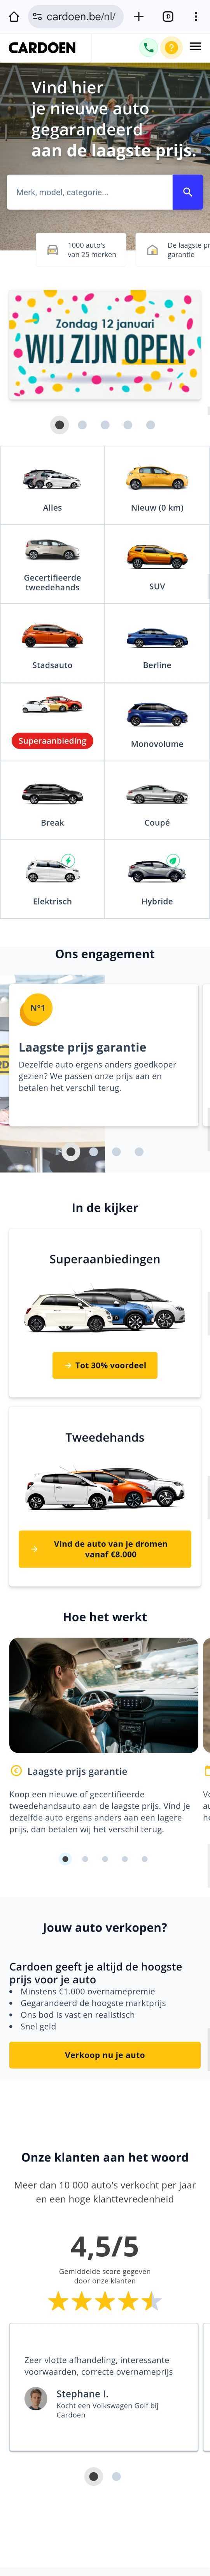 cardoen.be/nl/
:D
CARDOEN
Vind hier
je nieuwe auto
gegarandeerd
aan de laagste prijs.
Merk, model, categorie...
1000 auto's
van 25 merken
De laagste pr
garantie
Zondag 12 januari
WIJ ZIJN OPEN
Alles
Nieuw (0 km)
Gecertifieerde
tweedehands
SUV
Stadsauto
Berline
Superaanbieding
Monovolume
Break
Coupé
Elektrisch
Hybride
Ons engagement
N°1
Laagste prijs garantie
Dezelfde auto ergens anders goedkoper
gezien? We passen onze prijs aan en
betalen het verschil terug.
In de kijker
Superaanbiedingen
Tot 30% voordeel
Tweedehands
Vind de auto van je dromen
vanaf €8.000
Hoe het werkt
Laagste prijs garantie
Koop een nieuwe of gecertifieerde
tweedehandsauto aan de laagste prijs. Vind je
dezelfde auto ergens anders aan een lagere
prijs, dan betalen wij het verschil terug.
Jouw auto verkopen?
Cardoen geeft je altijd de hoogste
prijs voor je auto
• Minstens €1.000 overnamepremie
• Gegarandeerd de hoogste marktprijs
• Ons bod is vast en realistisch
• Snel geld
Verkoop nu je auto
Onze klanten aan het woord
Meer dan 10 000 auto's verkocht per jaar
en een hoge klanttevredenheid
4,5/5
Gemiddelde score gegeven
door onze klanten
Zeer vlotte afhandeling, interessante
voorwaarden, correcte overnameprijs
Stephane I.
Kocht een Volkswagen Golf bij
Cardoen